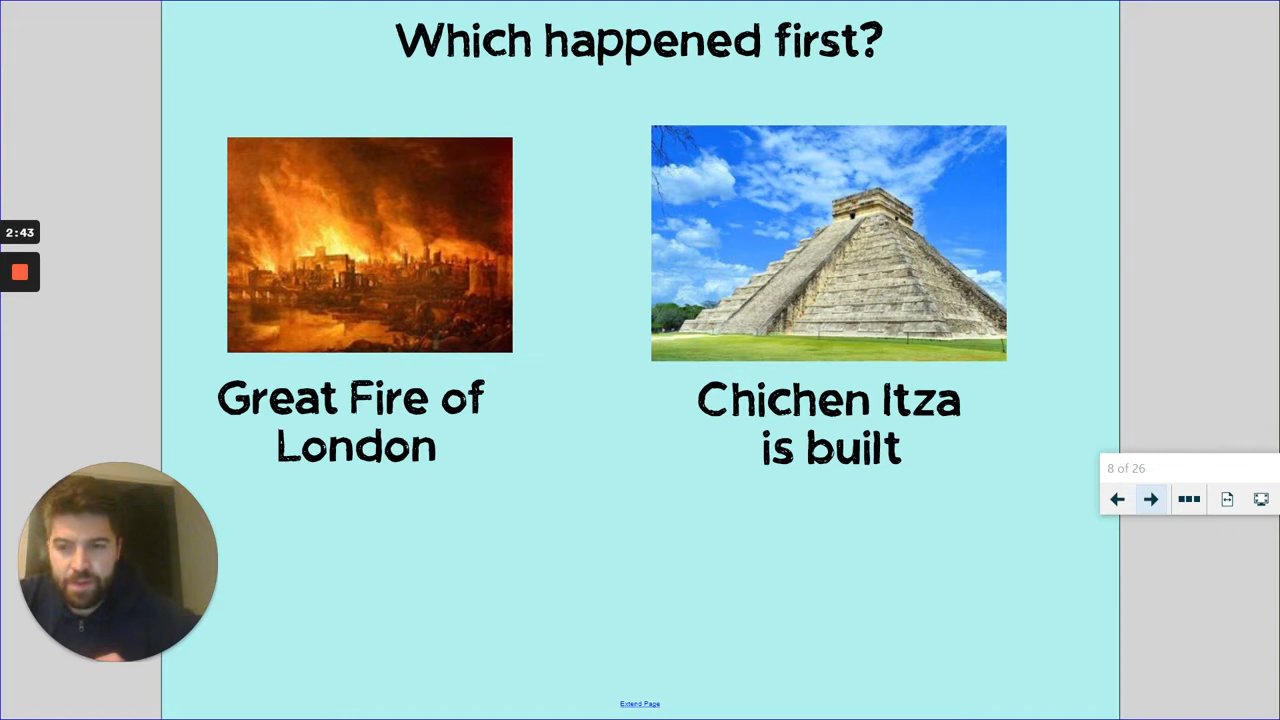 Which happened first?
2:43
Great Fire of
London
Chichen Itza
is built
8 of 26
Extend Page